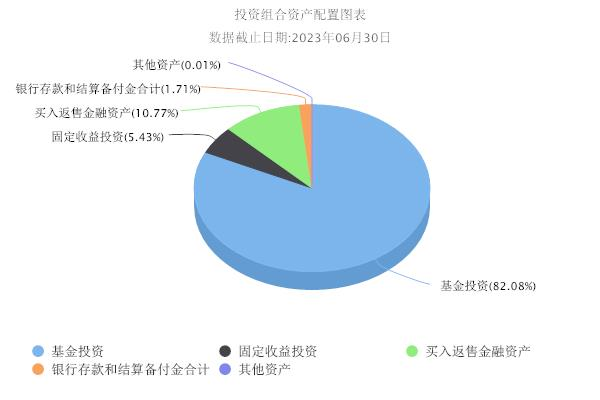 投资组合资产配置图表
数据截止日期:2023年06月30日
其他资产(0.01%)
银行存款和结算备付金合计(1.71%)
买入返售金融资产(10.77%)
固定收益投资(5.43%)
基金投资(82.08%)
基金投资 固定收益投资 买入返售金融资产
银行存款和结算备付金合计 其他资产